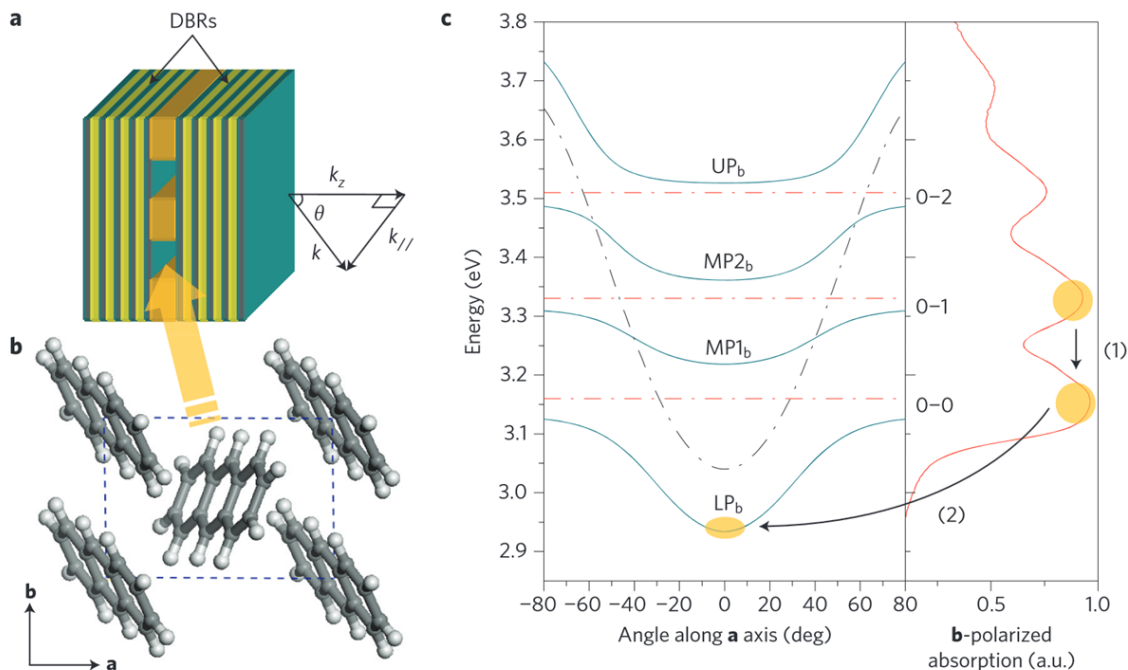 a
DBRs
k_z
θ
k
k_//
b
b
a
c
Energy (eV)
3.8
3.7
3.6
3.5
3.4
3.3
3.2
3.1
3.0
2.9
UP_b
MP2_b
MP1_b
LP_b
0–2
0–1
0–0
(1)
(2)
−80 −60 −40 −20 0 20 40 60 80 0.5 1.0
Angle along a axis (deg)
b-polarized
absorption (a.u.)